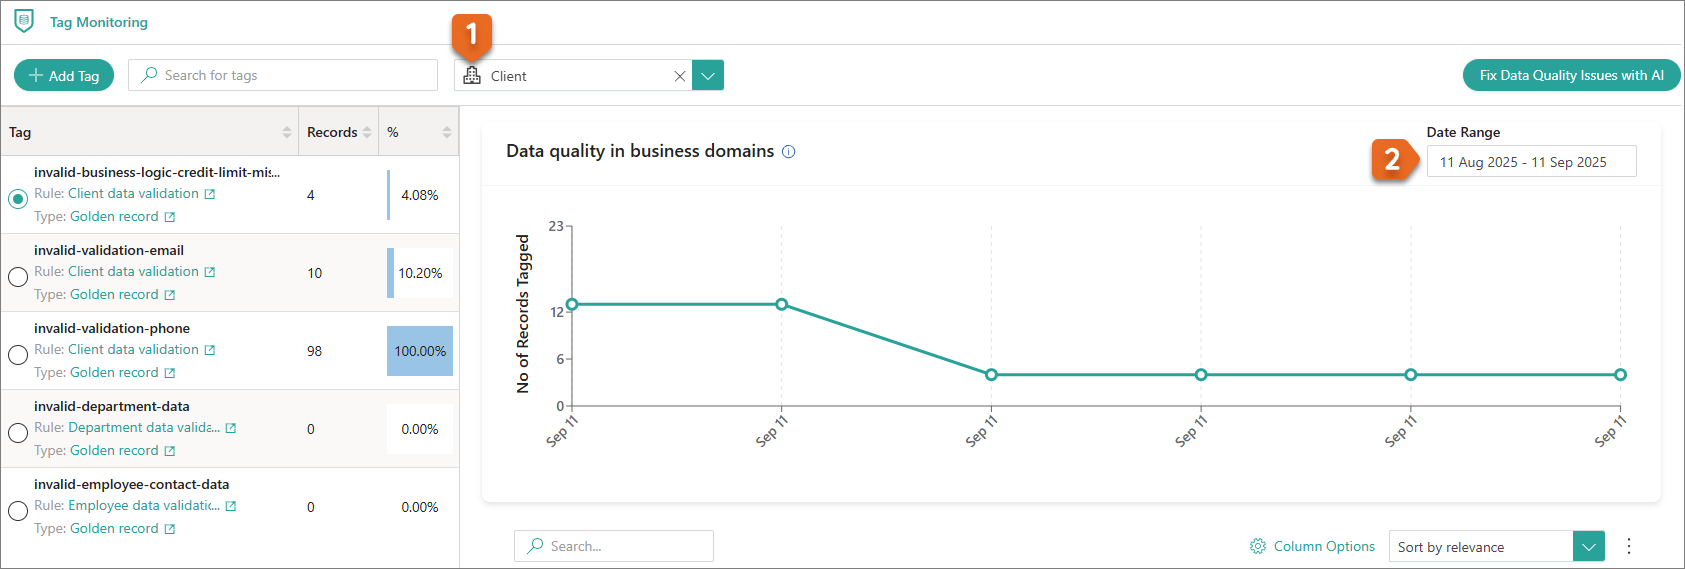 Tag Monitoring
1
+ Add Tag
Search for tags
Client
Fix Data Quality Issues with AI
Tag
Records
%
invalid-business-logic-credit-limit-mis...
Rule: Client data validation
Type: Golden record
4
4.08%
invalid-validation-email
Rule: Client data validation
Type: Golden record
10
10.20%
invalid-validation-phone
Rule: Client data validation
Type: Golden record
98
100.00%
invalid-department-data
Rule: Department data valida...
Type: Golden record
0
0.00%
invalid-employee-contact-data
Rule: Employee data validatic...
Type: Golden record
0
0.00%
Data quality in business domains
Date Range
2
11 Aug 2025 - 11 Sep 2025
No of Records Tagged
23
12
6
0
Sep 11
Sep 11
Sep 11
Sep 11
Sep 11
Sep 11
Search...
Column Options
Sort by relevance